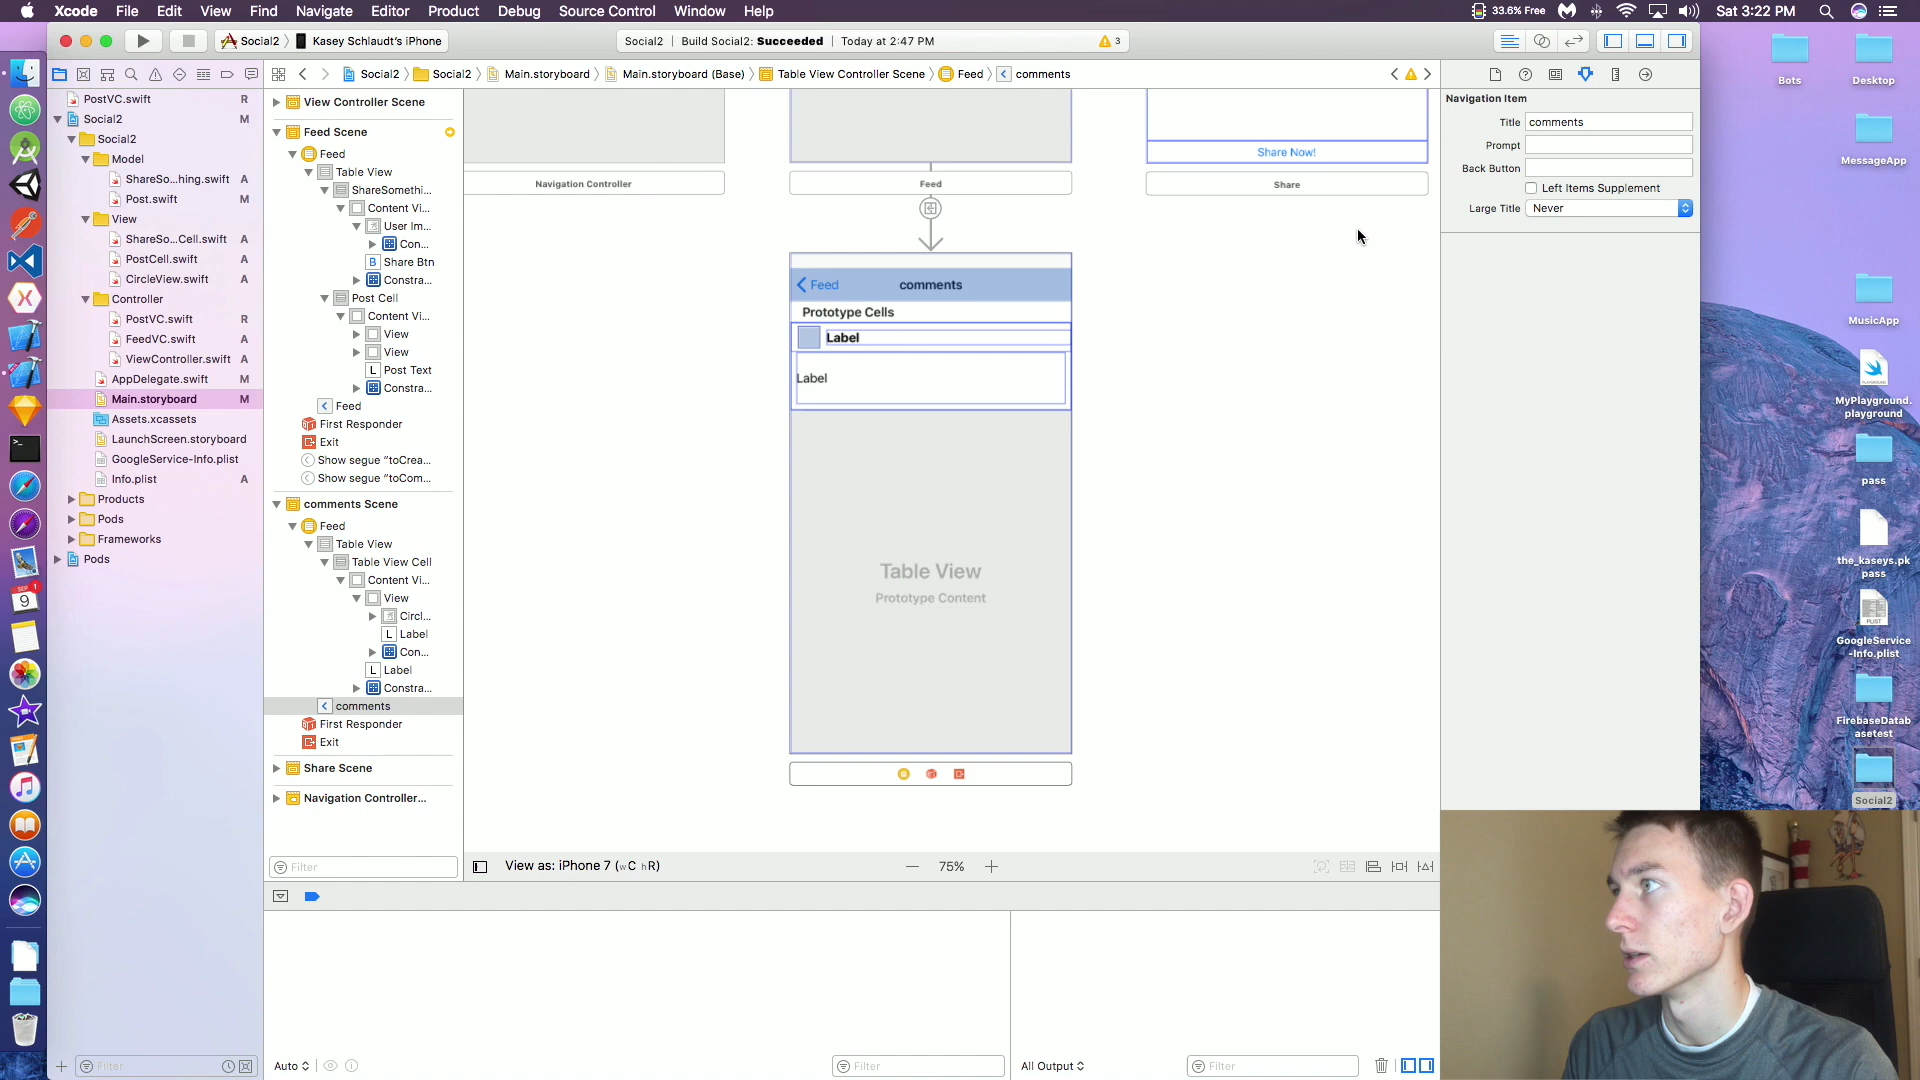 Xcode File Edit View Find Navigate Editor Product Debug Source Control Window Help 33.6% Free Sat 3:22 PM
Social2 Kasey Schlaudt's iPhone Social2 | Build Social2: Succeeded | Today at 2:47 PM 3
Social2 Social2 Main.storyboard Main.storyboard (Base) Table View Controller Scene Feed comments
PostVC.swift R
Social2 M
Social2
Model
ShareSo...hing.swift A
Post.swift M
View
ShareSo...Cell.swift A
PostCell.swift A
CircleView.swift A
Controller
PostVC.swift R
FeedVC.swift A
ViewController.swift A
AppDelegate.swift M
Main.storyboard M
Assets.xcassets
LaunchScreen.storyboard
GoogleService-Info.plist
Info.plist A
Products
Pods
Frameworks
Pods
Filter
View Controller Scene
Feed Scene
Feed
Table View
ShareSomethi...
Content Vi...
User Im...
Con...
B Share Btn
Constra...
Post Cell
Content Vi...
View
View
L Post Text
Constra...
Feed
First Responder
Exit
Show segue "toCrea...
Show segue "toCom...
comments Scene
Feed
Table View
Table View Cell
Content Vi...
View
Circl...
L Label
Con...
L Label
Constra...
comments
First Responder
Exit
Share Scene
Navigation Controller...
Filter
Navigation Controller
Feed
Share Now!
Share
Feed comments
Prototype Cells
Label
Label
Table View
Prototype Content
View as: iPhone 7 (wC hR) 75%
Auto Filter
All Output Filter
Navigation Item
Title comments
Prompt
Back Button
Left Items Supplement
Large Title Never
Bots
Desktop
MessageApp
MusicApp
PLAYGROUND
MyPlayground.
playground
pass
the_kaseys.pk
pass
PLIST
GoogleService
-Info.plist
FirebaseDatab
asetest
Social2
SEP
9
1